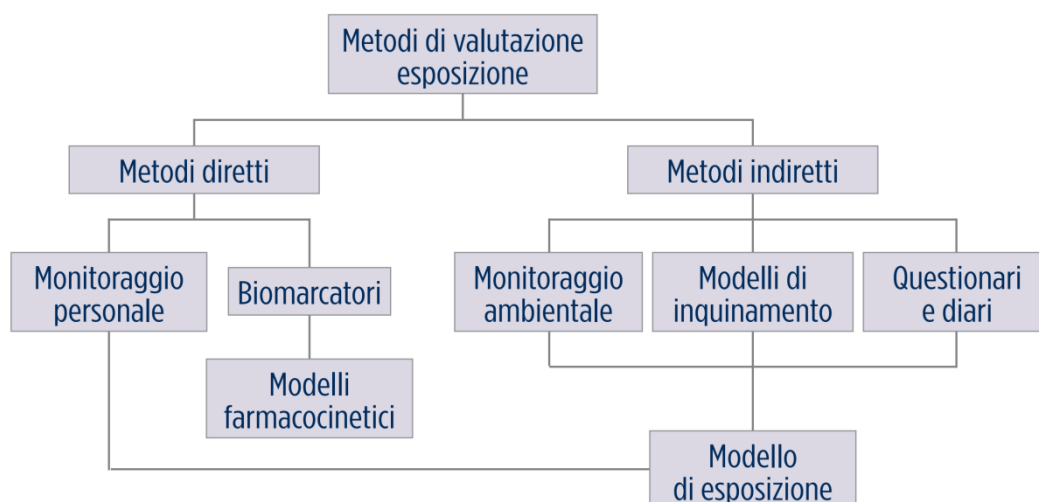 Metodi di valutazione
esposizione
Metodi diretti
Metodi indiretti
Monitoraggio
personale
Biomarcatori
Monitoraggio
ambientale
Modelli di
inquinamento
Questionari
e diari
Modelli
farmacocinetici
Modello
di esposizione